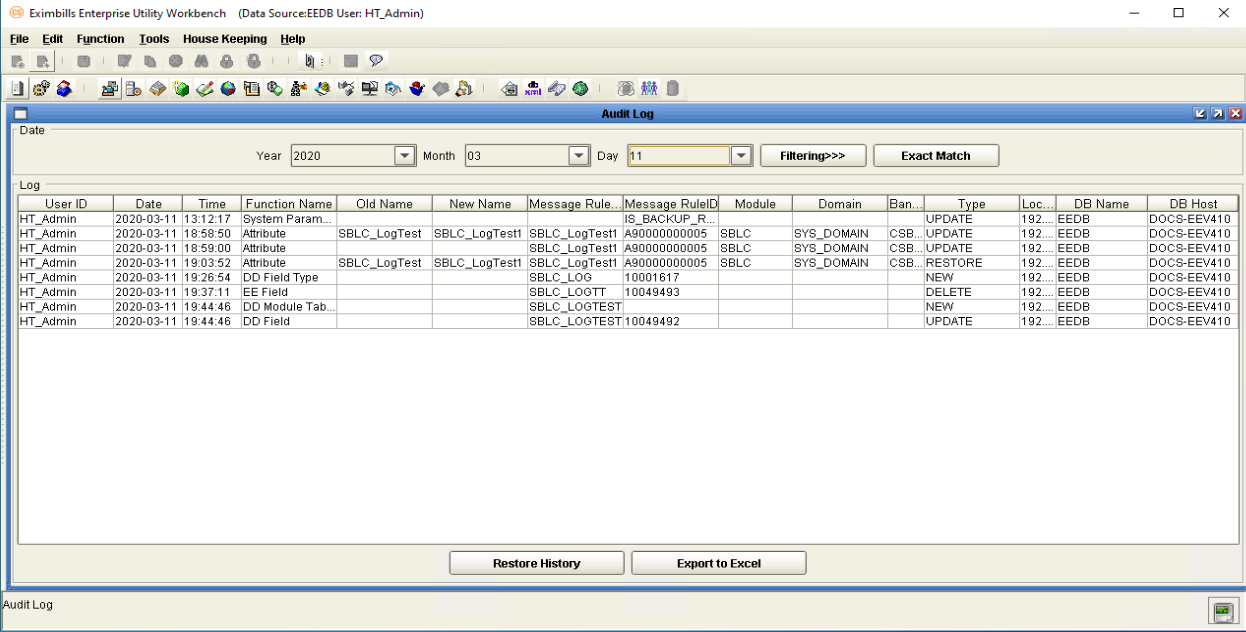 Eximbills Enterprise Utility Workbench (Data Source:EEDB User: HT_Admin)
File Edit Function Tools House Keeping Help
Audit Log
Date
Year 2020 Month 03 Day 11 Filtering>>> Exact Match
Log
User ID Date Time Function Name Old Name New Name Message Rule... Message RuleID Module Domain Ban... Type Loc... DB Name DB Host
HT_Admin 2020-03-11 13:12:17 System Param... IS_BACKUP_R... UPDATE 192.... EEDB DOCS-EEV410
HT_Admin 2020-03-11 18:58:50 Attribute SBLC_LogTest SBLC_LogTest1 SBLC_LogTest1 A90000000005 SBLC SYS_DOMAIN CSB... UPDATE 192.... EEDB DOCS-EEV410
HT_Admin 2020-03-11 18:59:00 Attribute SBLC_LogTest SBLC_LogTest1 SBLC_LogTest1 A90000000005 SBLC SYS_DOMAIN CSB... UPDATE 192.... EEDB DOCS-EEV410
HT_Admin 2020-03-11 19:03:52 Attribute SBLC_LogTest SBLC_LogTest1 SBLC_LogTest1 A90000000005 SBLC SYS_DOMAIN CSB... RESTORE 192.... EEDB DOCS-EEV410
HT_Admin 2020-03-11 19:26:54 DD Field Type SBLC_LOG 10001617 NEW 192.... EEDB DOCS-EEV410
HT_Admin 2020-03-11 19:37:11 EE Field SBLC_LOGTT 10049493 DELETE 192.... EEDB DOCS-EEV410
HT_Admin 2020-03-11 19:44:46 DD Module Tab... SBLC_LOGTEST NEW 192.... EEDB DOCS-EEV410
HT_Admin 2020-03-11 19:44:46 DD Field SBLC_LOGTEST 10049492 UPDATE 192.... EEDB DOCS-EEV410
Restore History Export to Excel
Audit Log